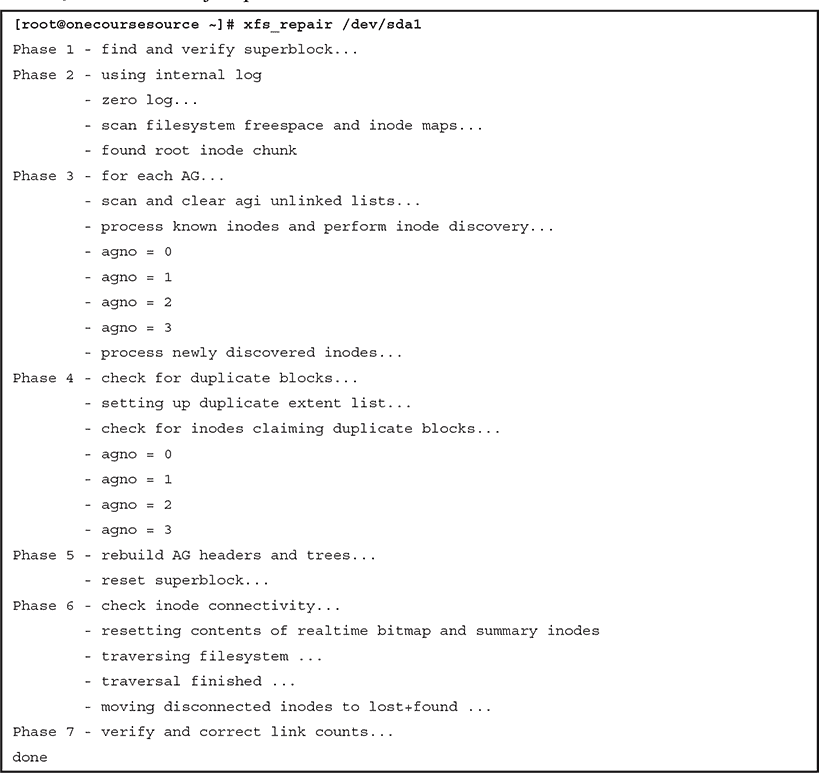 [root@onecoursesource ~]# xfs_repair /dev/sda1
Phase 1 - find and verify superblock...
Phase 2 - using internal log
        - zero log...
        - scan filesystem freespace and inode maps...
        - found root inode chunk
Phase 3 - for each AG...
        - scan and clear agi unlinked lists...
        - process known inodes and perform inode discovery...
        - agno = 0
        - agno = 1
        - agno = 2
        - agno = 3
        - process newly discovered inodes...
Phase 4 - check for duplicate blocks...
        - setting up duplicate extent list...
        - check for inodes claiming duplicate blocks...
        - agno = 0
        - agno = 1
        - agno = 2
        - agno = 3
Phase 5 - rebuild AG headers and trees...
        - reset superblock...
Phase 6 - check inode connectivity...
        - resetting contents of realtime bitmap and summary inodes
        - traversing filesystem ...
        - traversal finished ...
        - moving disconnected inodes to lost+found ...
Phase 7 - verify and correct link counts...
done